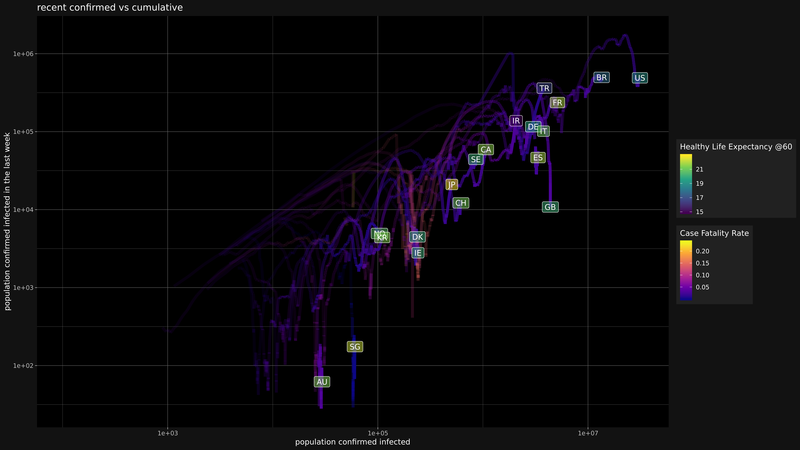 recent confirmed vs cumulative
population confirmed infected in the last week
1e+06
1e+05
1e+04
1e+03
1e+02
1e+03
1e+05
1e+07
population confirmed infected
BR
US
TR
FR
IR
DE
IT
CA
SE
ES
JP
CH
GB
KR
DK
IE
SG
AU
Healthy Life Expectancy @60
21
19
17
15
Case Fatality Rate
0.20
0.15
0.10
0.05